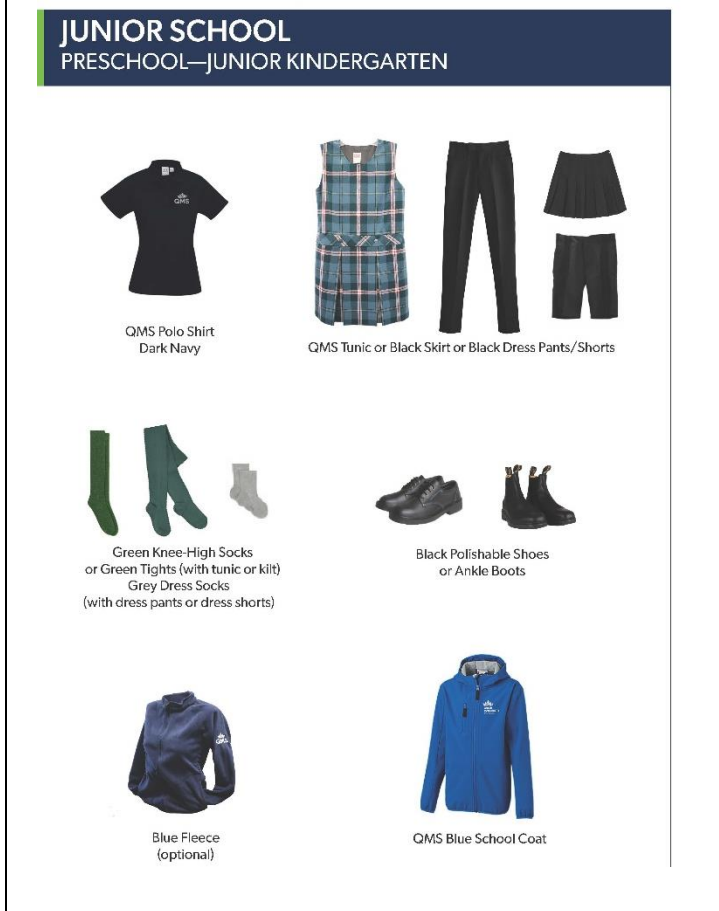 JUNIOR SCHOOL
PRESCHOOL—JUNIOR KINDERGARTEN
QMS
QMS Polo Shirt
Dark Navy
QMS Tunic or Black Skirt or Black Dress Pants/Shorts
Green Knee-High Socks
or Green Tights (with tunic or kilt)
Grey Dress Socks
(with dress pants or dress shorts)
Black Polishable Shoes
or Ankle Boots
QMS
Blue Fleece
(optional)
QMS Blue School Coat